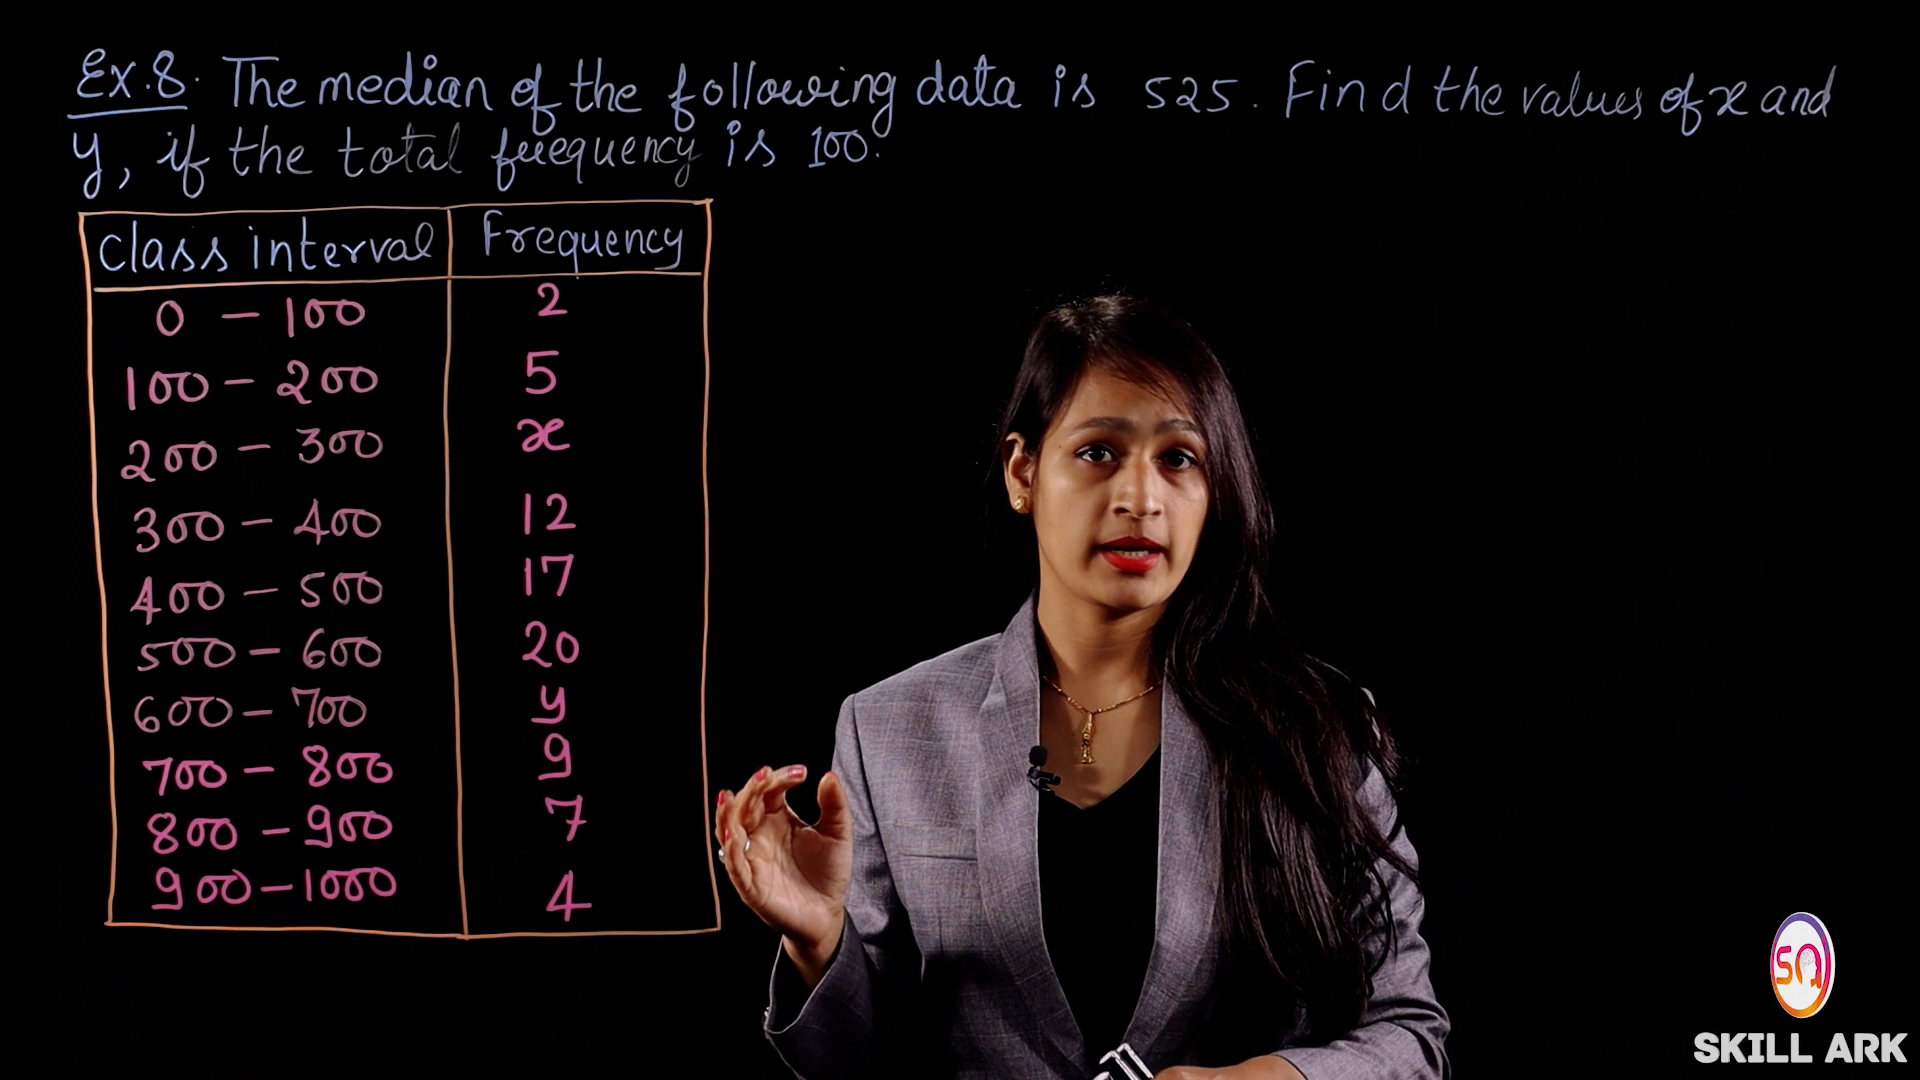 Ex.8. The median of the following data is 525. Find the values of x and
y, if the total frequency is 100.
Class interval Frequency
0 - 100 2
100 - 200 5
200 - 300 x
300 - 400 12
400 - 500 17
500 - 600 20
600 - 700 y
700 - 800 9
800 - 900 7
900 - 1000 4
SA
SKILL ARK